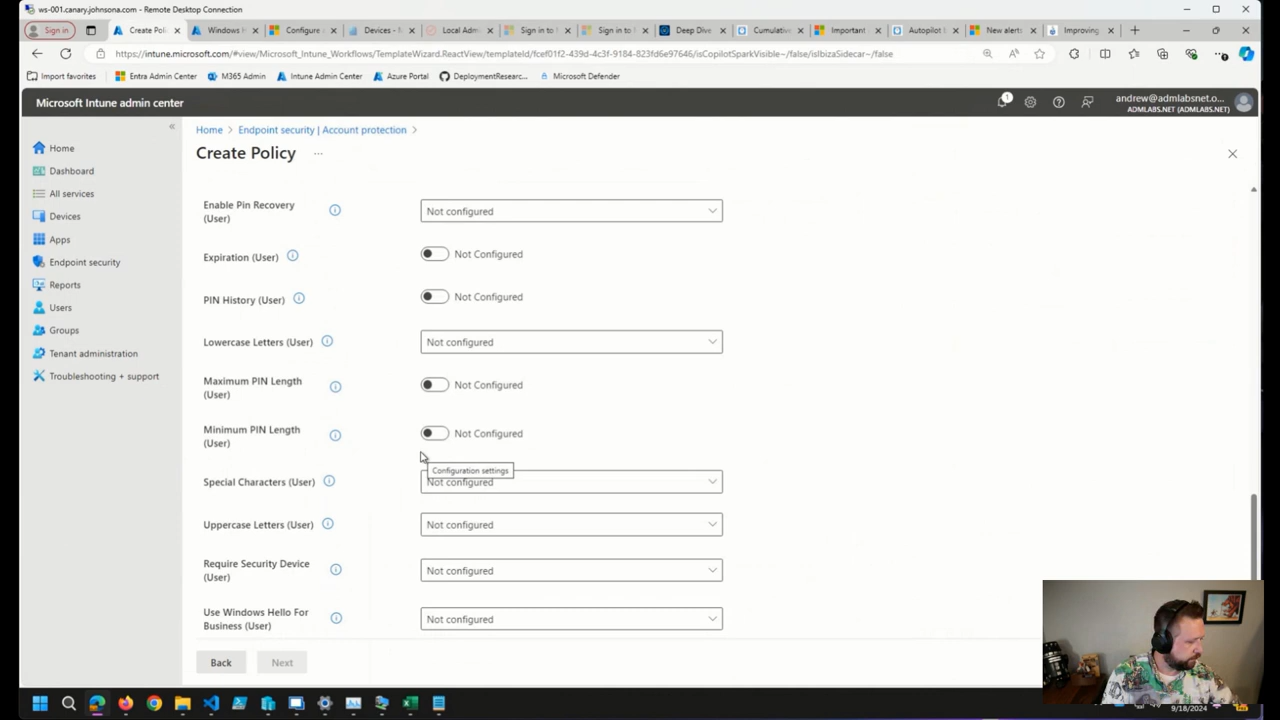 ws-001.canary.johnsona.com - Remote Desktop Connection
Sign in
Create Poli
Windows H
Configure a
Devices - M
Local Admi
Sign in to
Sign in to
Deep Dive
Cumulative
Important
Autopilot D
New alerts
Improving
https://intune.microsoft.com/#view/Microsoft_Intune_Workflows/TemplateWizard.ReactView/templateId/fcef01f2-439d-4c3f-9184-823fd6e97646/isCopilotSparkVisible~/false/isIbizaSidecar~/false
Import favorites
Entra Admin Center
M365 Admin
Intune Admin Center
Azure Portal
DeploymentResearc...
Microsoft Defender
Microsoft Intune admin center
1
andrew@admlabsnet.o...
ADMLABS.NET (ADMLABS.NET)
Home
Dashboard
All services
Devices
Apps
Endpoint security
Reports
Users
Groups
Tenant administration
Troubleshooting + support
Home > Endpoint security | Account protection >
Create Policy ...
Enable Pin Recovery
(User)
Not configured
Expiration (User)
Not Configured
PIN History (User)
Not Configured
Lowercase Letters (User)
Not configured
Maximum PIN Length
(User)
Not Configured
Minimum PIN Length
(User)
Not Configured
Configuration settings
Special Characters (User)
Not configured
Uppercase Letters (User)
Not configured
Require Security Device
(User)
Not configured
Use Windows Hello For
Business (User)
Not configured
Back
Next
9/18/2024